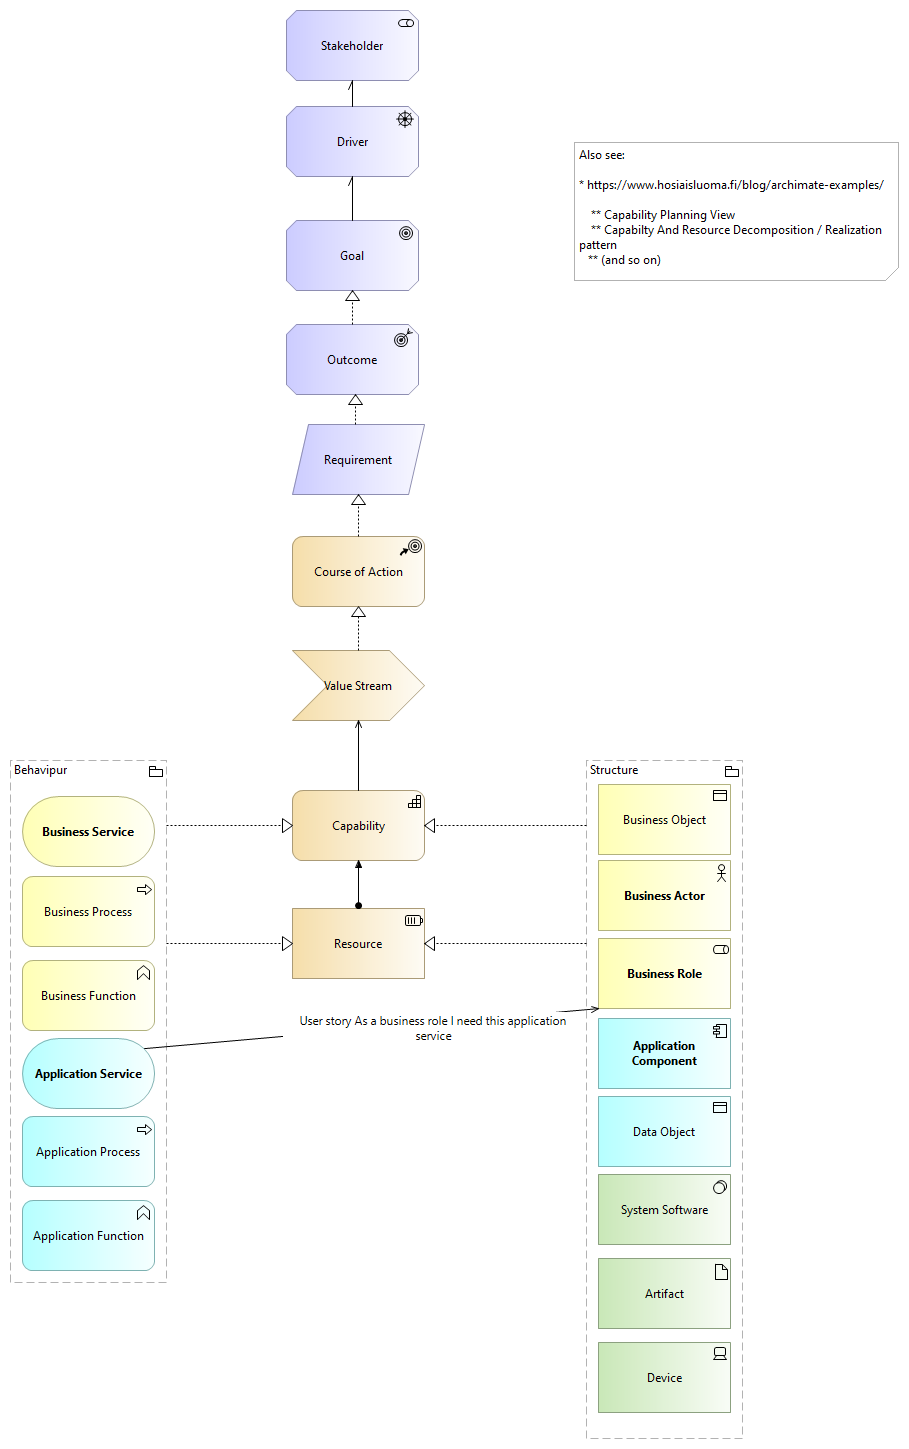 Stakeholder
Driver
Also see:
* https://www.hosiaisluoma.fi/blog/archimate-examples/
** Capability Planning View
** Capabilty And Resource Decomposition / Realization
pattern
** (and so on)
Goal
Outcome
Requirement
Course of Action
Value Stream
Behavipur
Business Service
Business Process
Business Function
Application Service
Application Process
Application Function
Capability
Resource
User story As a business role I need this application
service
Structure
Business Object
Business Actor
Business Role
Application
Component
Data Object
System Software
Artifact
Device